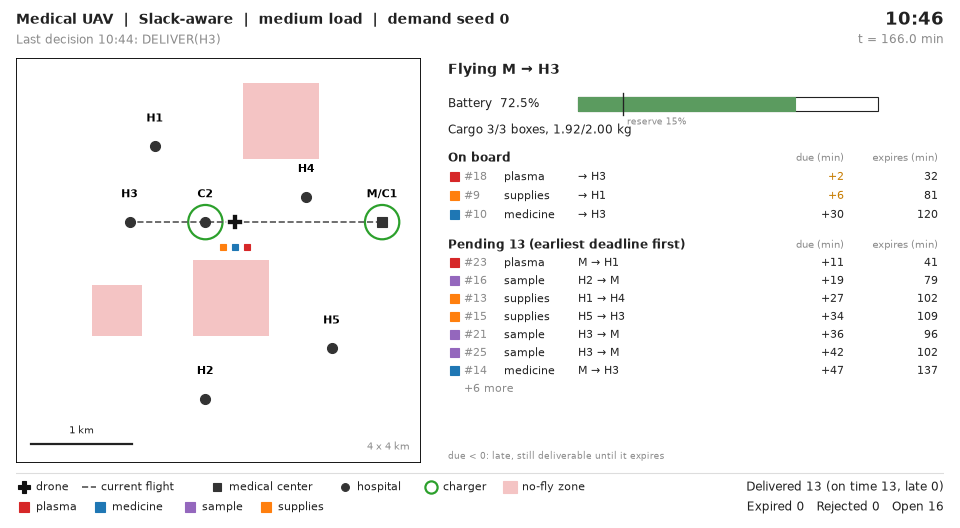 Medical UAV | Slack-aware | medium load | demand seed 0
10:46
Last decision 10:44: DELIVER(H3)
t = 166.0 min
H1
H4
H3
C2
M/C1
H5
H2
1 km
4 x 4 km
Flying M → H3
Battery 72.5%
reserve 15%
Cargo 3/3 boxes, 1.92/2.00 kg
On board due (min) expires (min)
#18 plasma → H3 +2 32
#9 supplies → H1 +6 81
#10 medicine → H3 +30 120
Pending 13 (earliest deadline first) due (min) expires (min)
#23 plasma M → H1 +11 41
#16 sample H2 → M +19 79
#13 supplies H1 → H4 +27 102
#15 supplies H5 → H3 +34 109
#21 sample H3 → M +36 96
#25 sample H3 → M +42 102
#14 medicine M → H3 +47 137
+6 more
due < 0: late, still deliverable until it expires
drone current flight medical center hospital charger no-fly zone
plasma medicine sample supplies
Delivered 13 (on time 13, late 0)
Expired 0 Rejected 0 Open 16